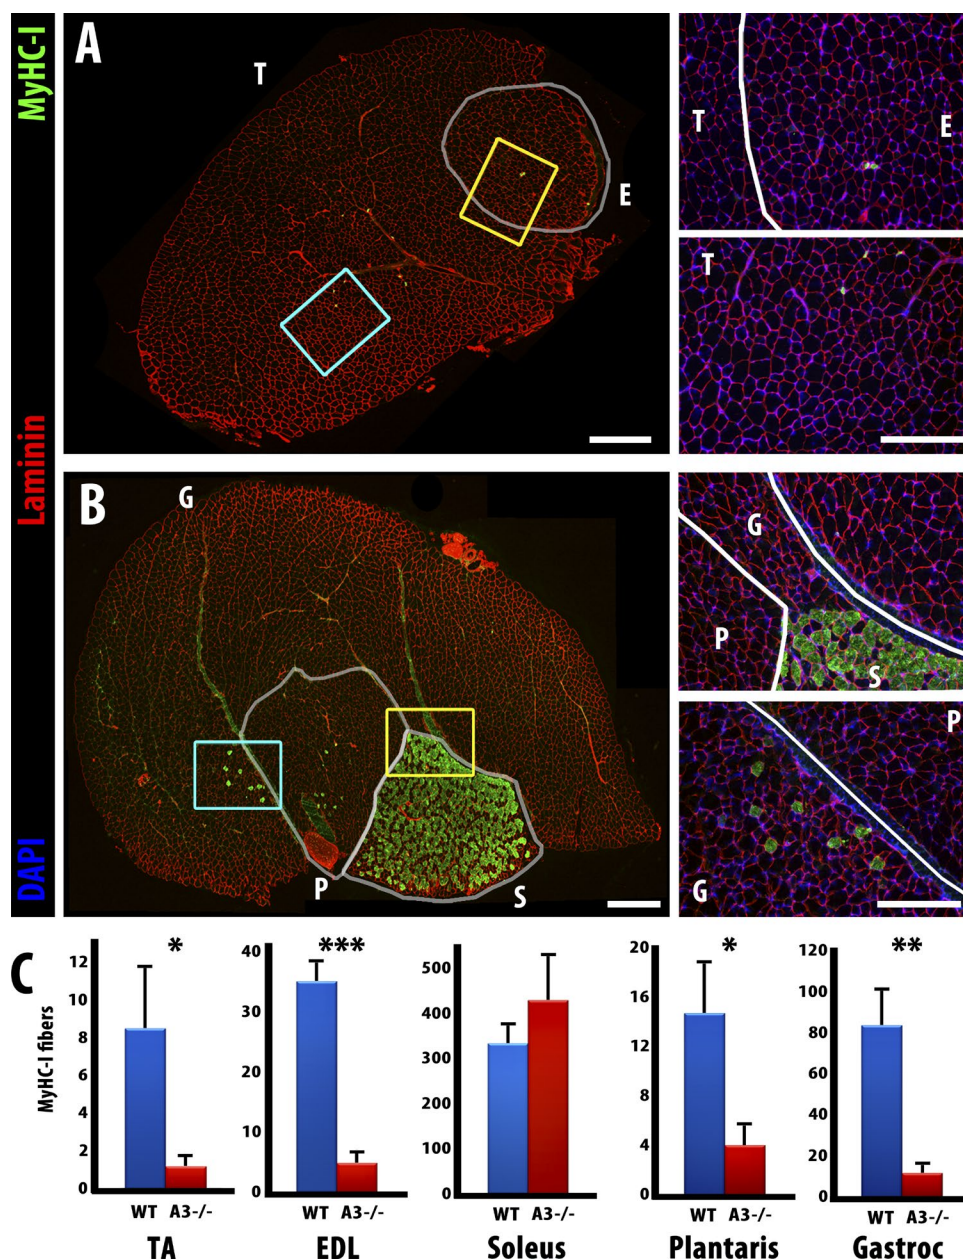 MyHC-I
Laminin
DAPI
A
T
E
T
E
T
B
G
P
S
G
P
S
P
G
C
MyHC-I fibers
12
10
8
6
4
2
0
*
WT A3-/-
TA
40
30
20
10
0
***
WT A3-/-
EDL
500
400
300
200
100
0
WT A3-/-
Soleus
20
16
12
8
4
0
*
WT A3-/-
Plantaris
120
100
80
60
40
20
0
**
WT A3-/-
Gastroc